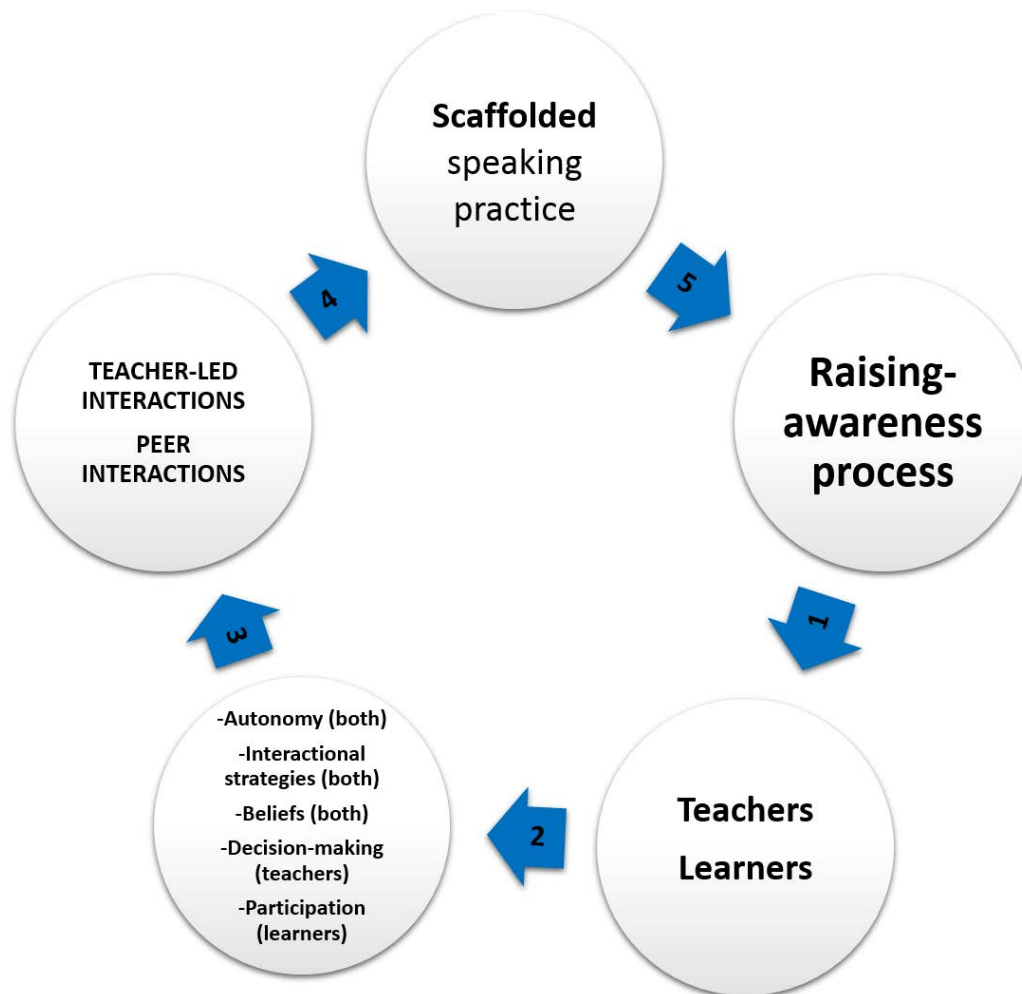 Scaffolded
speaking
practice
5
Raising-
awareness
process
1
Teachers
Learners
2
-Autonomy (both)
-Interactional
strategies (both)
-Beliefs (both)
-Decision-making
(teachers)
-Participation
(learners)
3
TEACHER-LED
INTERACTIONS
PEER
INTERACTIONS
4